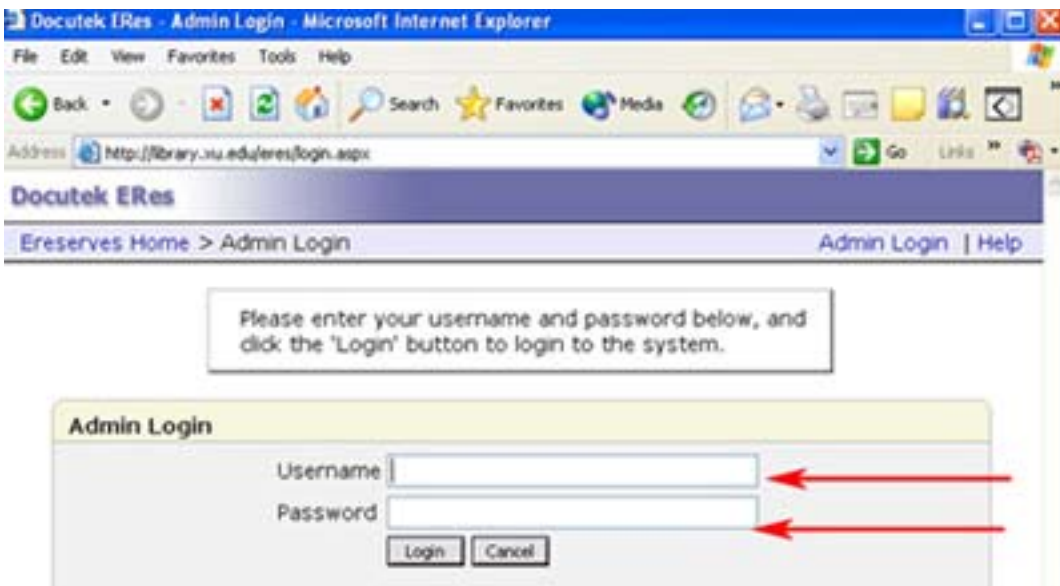 Docutek ERes - Admin Login - Microsoft Internet Explorer
File Edit View Favorites Tools Help
Back Search Favorites Media
Address http://library.xu.edu/eres/login.aspx Go Links
Docutek ERes
Ereserves Home > Admin Login Admin Login | Help
Please enter your username and password below, and
click the 'Login' button to login to the system.
Admin Login
Username
Password
Login Cancel